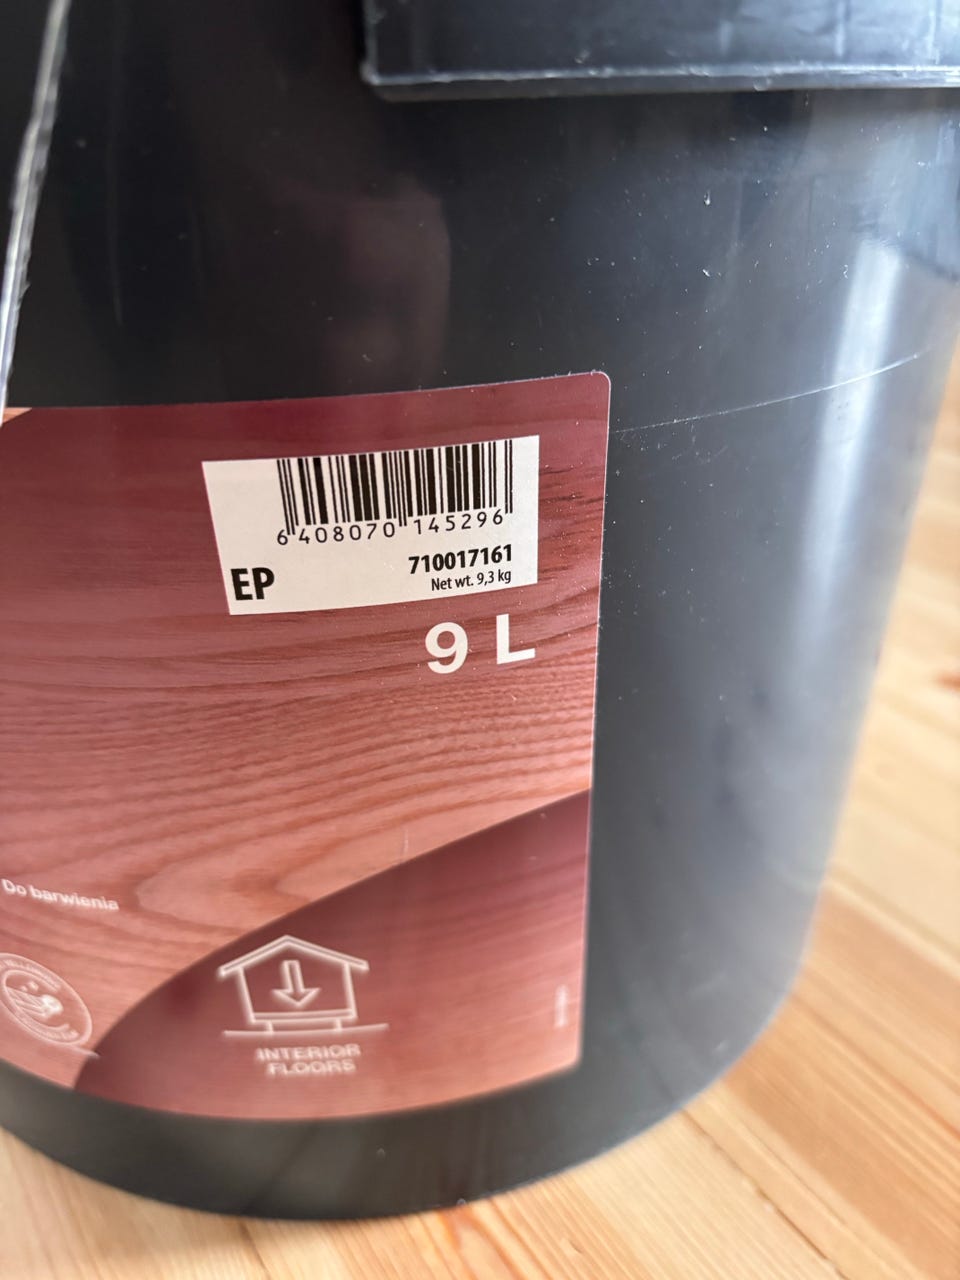 6 408070 145296
710017161
EP
Net wt. 9,3 kg
9 L
Do barwienia
INTERIOR
FLOORS